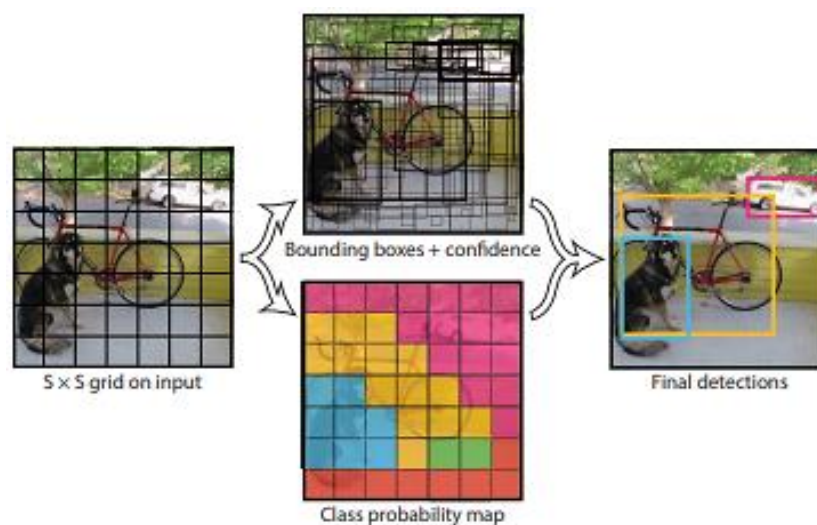 Bounding boxes + confidence
S × S grid on input
Final detections
Class probability map